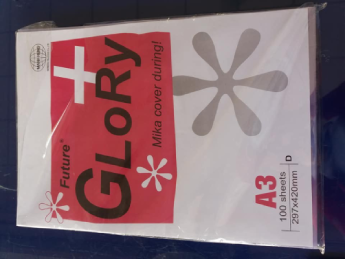 Future®
GLoRy
Mika cover during!
A3
100 sheets
297x420mm
D